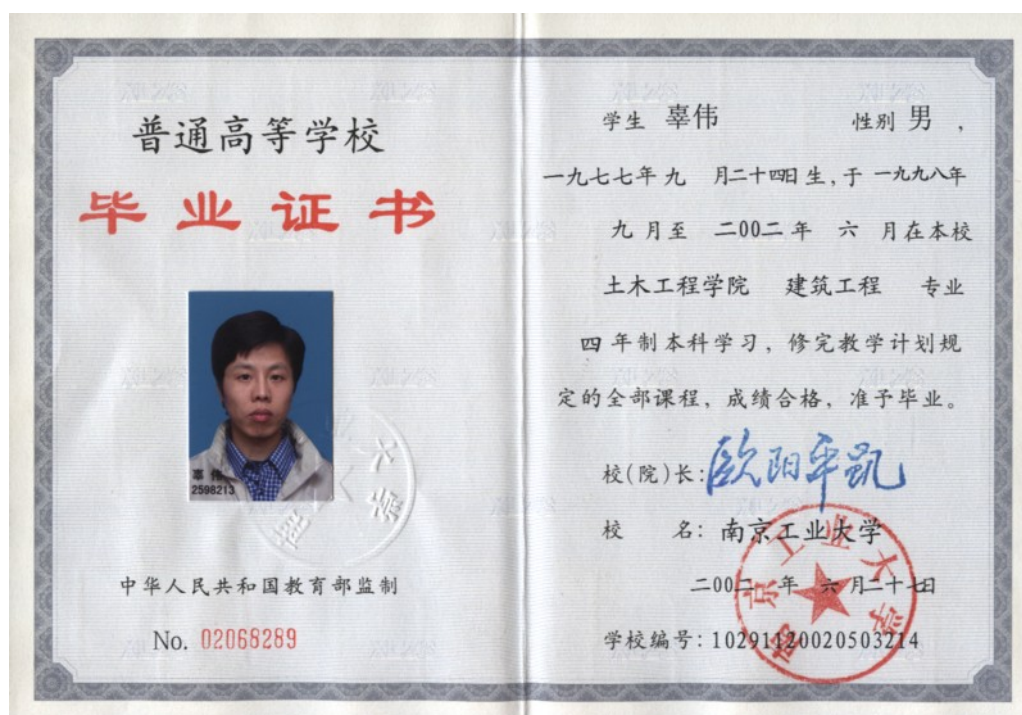 普通高等学校
毕业证书
辜伟
2598213
中华人民共和国教育部监制
No. 02068289
学生 辜伟 性别 男，
一九七七年九 月二十四日生，于 一九九八年
九 月至 二00二年 六 月在本校
土木工程学院 建筑工程 专业
四年制本科学习，修完教学计划规
定的全部课程，成绩合格，准予毕业。
校(院)长：欧阳平凯
校 名：南京工业大学
二00二 年 六月二十七日
学校编号：10291120020503214
南京工业大学